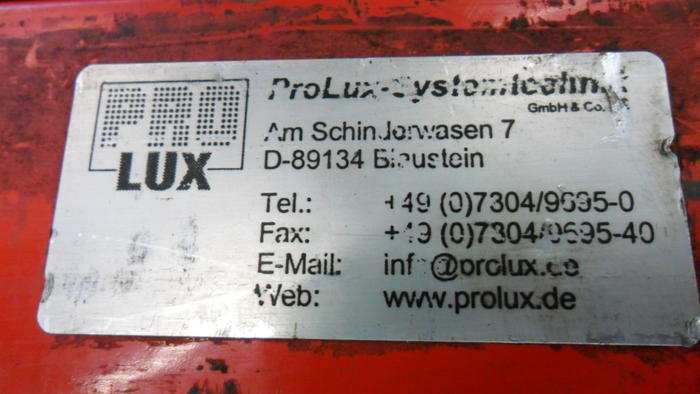 PRO
LUX
ProLux-Systemtechnik
GmbH & Co.
Am Schinderwasen 7
D-89134 Blaustein
Tel.: +49 (0)7304/9695-0
Fax: +49 (0)7304/9695-40
E-Mail: info@prolux.de
Web: www.prolux.de